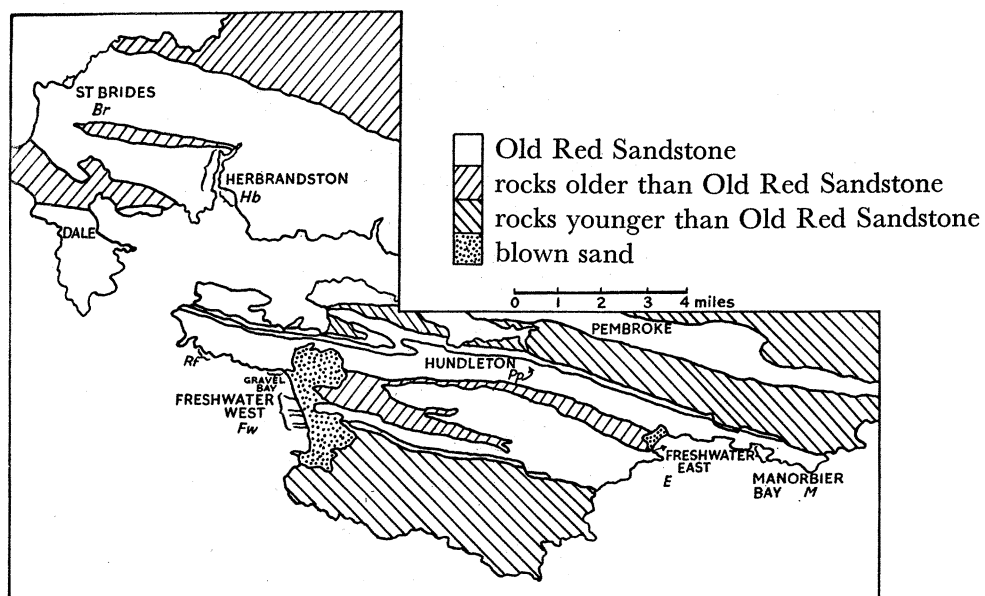 ST BRIDES
Br
HERBRANDSTON
Hb
DALE
Old Red Sandstone
rocks older than Old Red Sandstone
rocks younger than Old Red Sandstone
blown sand
0 1 2 3 4 miles
PEMBROKE
RF
HUNDLETON
Pp
GRAVEL
BAY
FRESHWATER
WEST
Fw
FRESHWATER
EAST
E
MANORBIER
BAY M